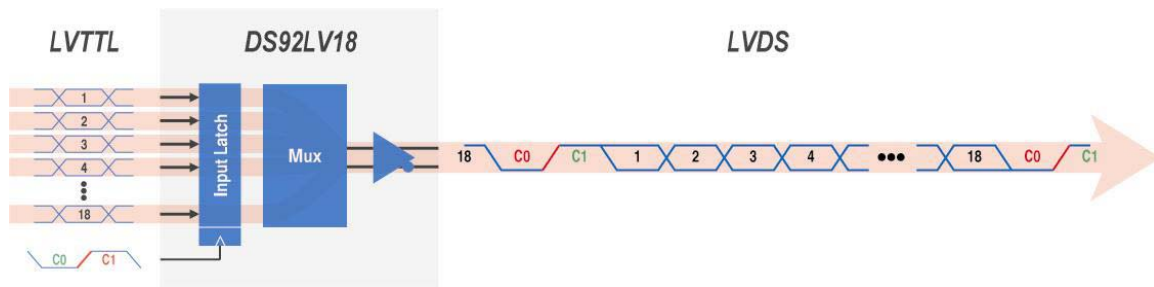 LVTTL DS92LV18 LVDS
1
2
3
4
18
Input Latch
Mux
C0 C1
18 C0 C1 1 2 3 4 ••• 18 C0 C1